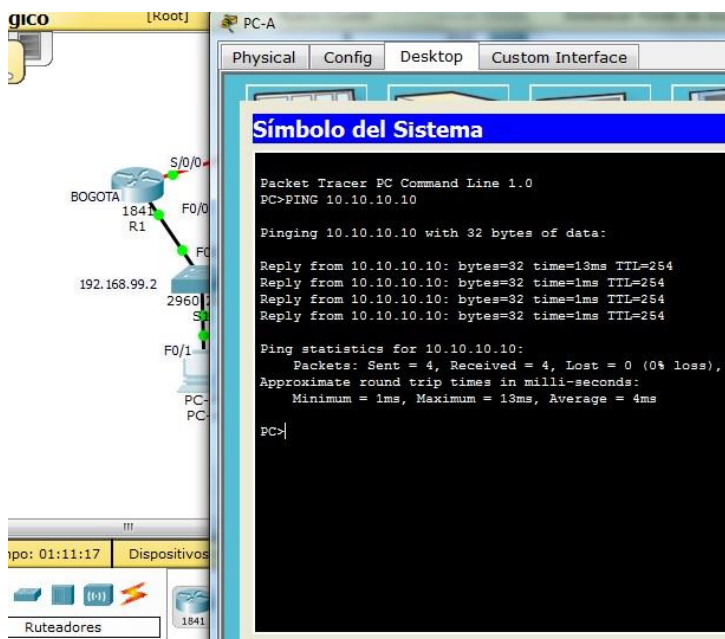 gico
[Root]
S/0/0
BOGOTA
1841
R1
F0/0
192.168.99.2
2960
F0/1
PC-
PC-
PC-A
Physical Config Desktop Custom Interface
Símbolo del Sistema
Packet Tracer PC Command Line 1.0
PC>PING 10.10.10.10
Pinging 10.10.10.10 with 32 bytes of data:
Reply from 10.10.10.10: bytes=32 time=13ms TTL=254
Reply from 10.10.10.10: bytes=32 time=1ms TTL=254
Reply from 10.10.10.10: bytes=32 time=1ms TTL=254
Reply from 10.10.10.10: bytes=32 time=1ms TTL=254
Ping statistics for 10.10.10.10:
Packets: Sent = 4, Received = 4, Lost = 0 (0% loss),
Approximate round trip times in milli-seconds:
Minimum = 1ms, Maximum = 13ms, Average = 4ms
PC>
npo: 01:11:17 Dispositivos
Ruteadores
1841